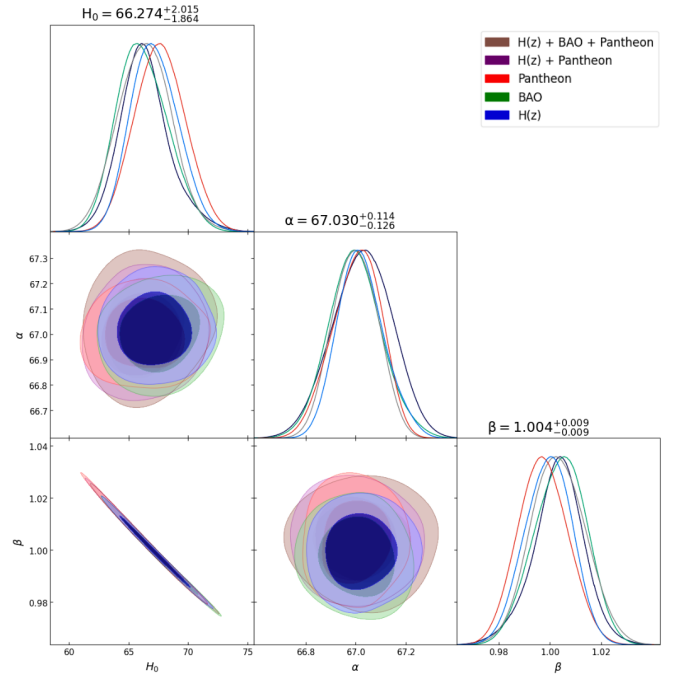 H₀ = 66.274 +2.015 −1.864
H(z) + BAO + Pantheon
H(z) + Pantheon
Pantheon
BAO
H(z)
α = 67.030 +0.114 −0.126
67.3
67.2
67.1
67.0
66.9
66.8
66.7
α
β = 1.004 +0.009 −0.009
1.04
1.02
1.00
0.98
β
60
65
70
75
H₀
66.8
67.0
67.2
α
0.98
1.00
1.02
β